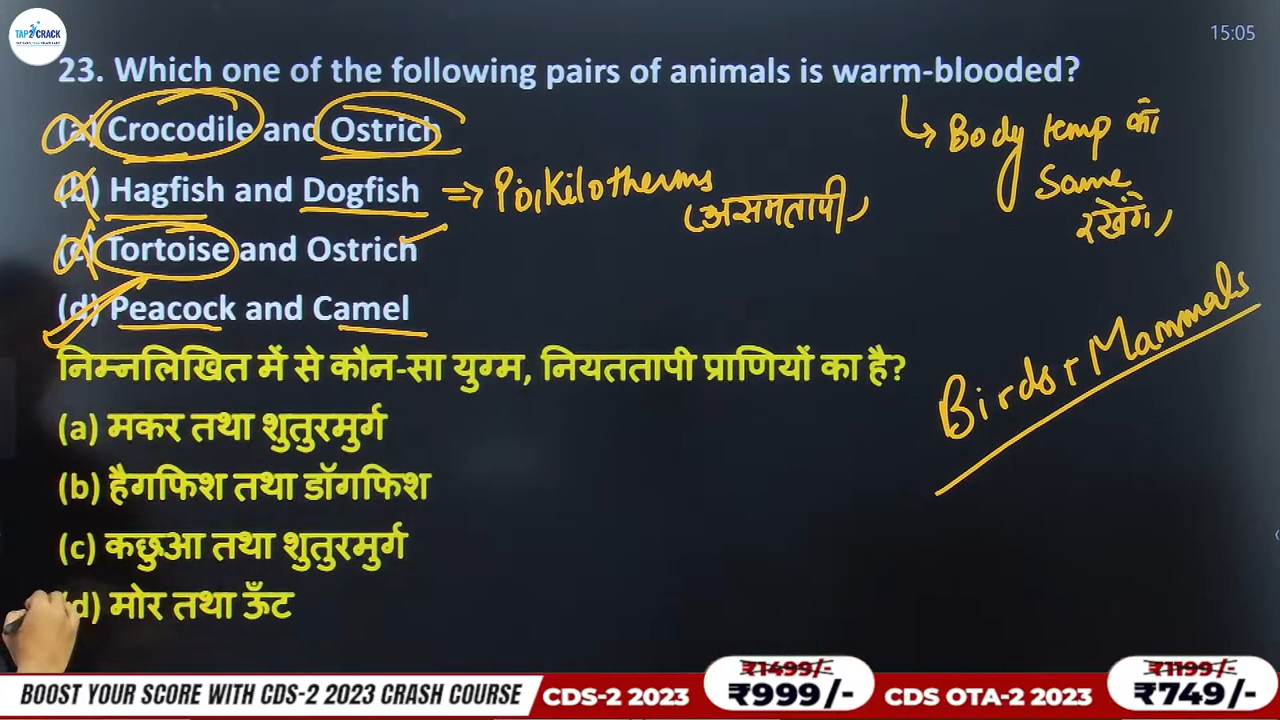 TAP2CRACK
15:05
23. Which one of the following pairs of animals is warm-blooded?
(a) Crocodile and Ostrich
(b) Hagfish and Dogfish
(c) Tortoise and Ostrich
(d) Peacock and Camel
⇒ Poikilotherms
(असमतापी)
↳ Body temp को
Same
रखेंगे)
Birds + Mammals
निम्नलिखित में से कौन-सा युग्म, नियततापी प्राणियों का है?
(a) मकर तथा शुतुरमुर्ग
(b) हैगफिश तथा डॉगफिश
(c) कछुआ तथा शुतुरमुर्ग
(d) मोर तथा ऊँट
BOOST YOUR SCORE WITH CDS-2 2023 CRASH COURSE
CDS-2 2023
₹1499/-
₹999/-
CDS OTA-2 2023
₹1199/-
₹749/-